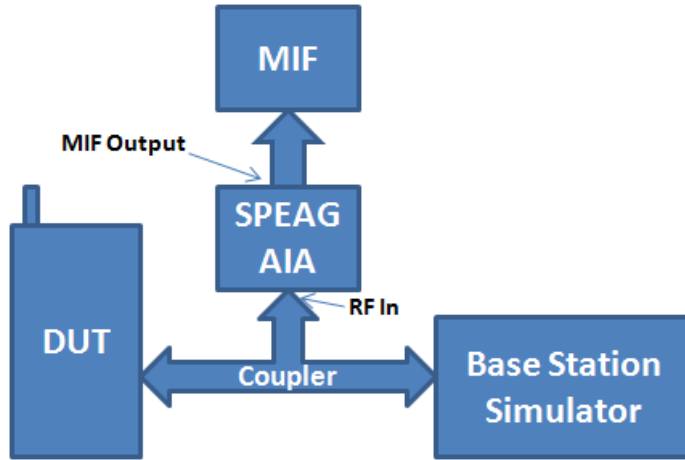 MIF
MIF Output
SPEAG
AIA
RF In
DUT
Coupler
Base Station
Simulator